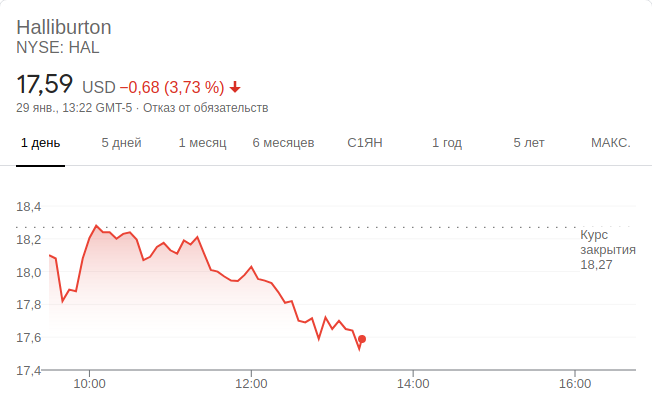 Halliburton
NYSE: HAL
17,59 USD −0,68 (3,73 %)
29 янв., 13:22 GMT-5 · Отказ от обязательств
1 день 5 дней 1 месяц 6 месяцев С1ЯН 1 год 5 лет МАКС.
18,4
18,2
18,0
17,8
17,6
17,4
Курс
закрытия
18,27
10:00 12:00 14:00 16:00